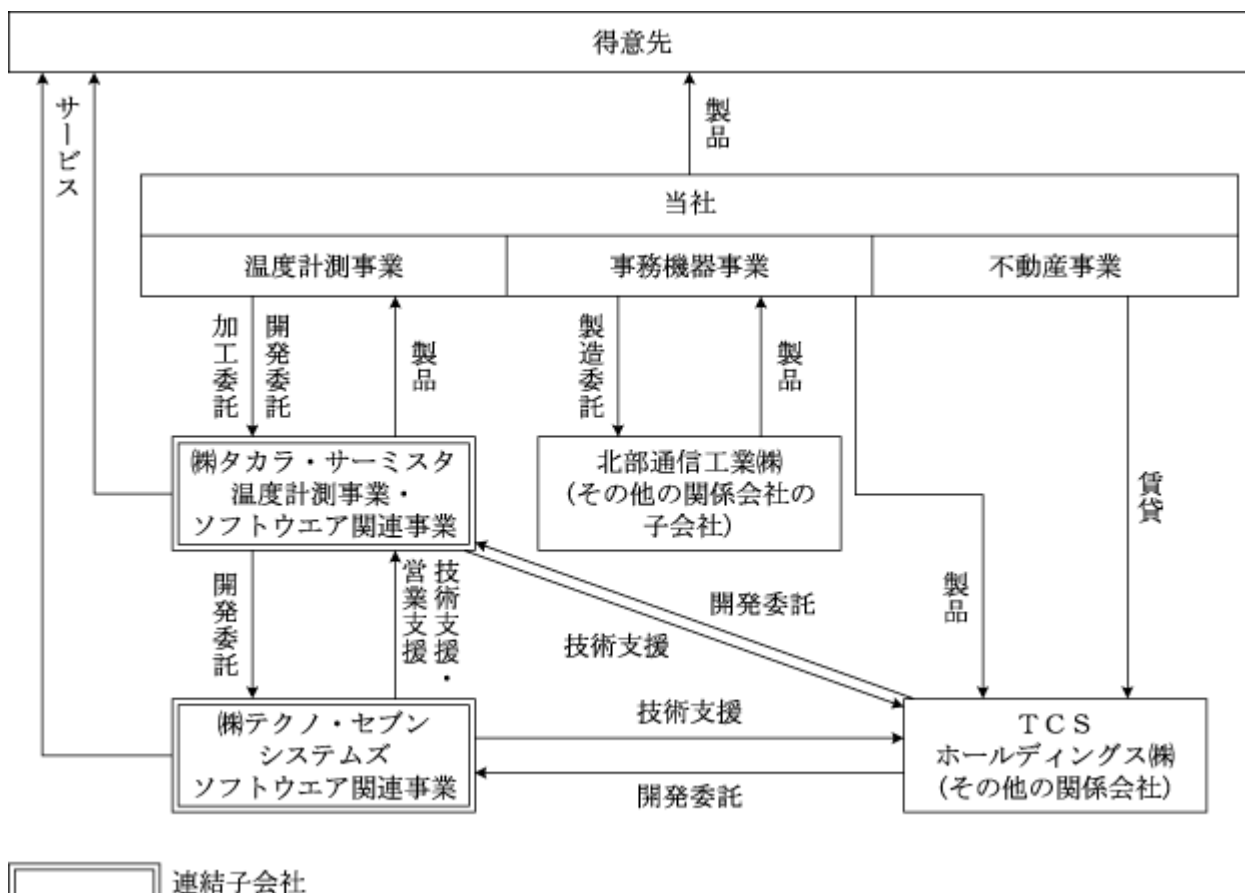 得意先
サービス
製品
当社
温度計測事業
事務機器事業
不動産事業
加工委託
開発委託
製品
製造委託
製品
㈱タカラ・サーミスタ
温度計測事業・
ソフトウエア関連事業
北部通信工業㈱
(その他の関係会社の
子会社)
賃貸
開発委託
技術支援・
営業支援
開発委託
技術支援
製品
㈱テクノ・セブン
システムズ
ソフトウエア関連事業
技術支援
開発委託
TCS
ホールディングス㈱
(その他の関係会社)
連結子会社